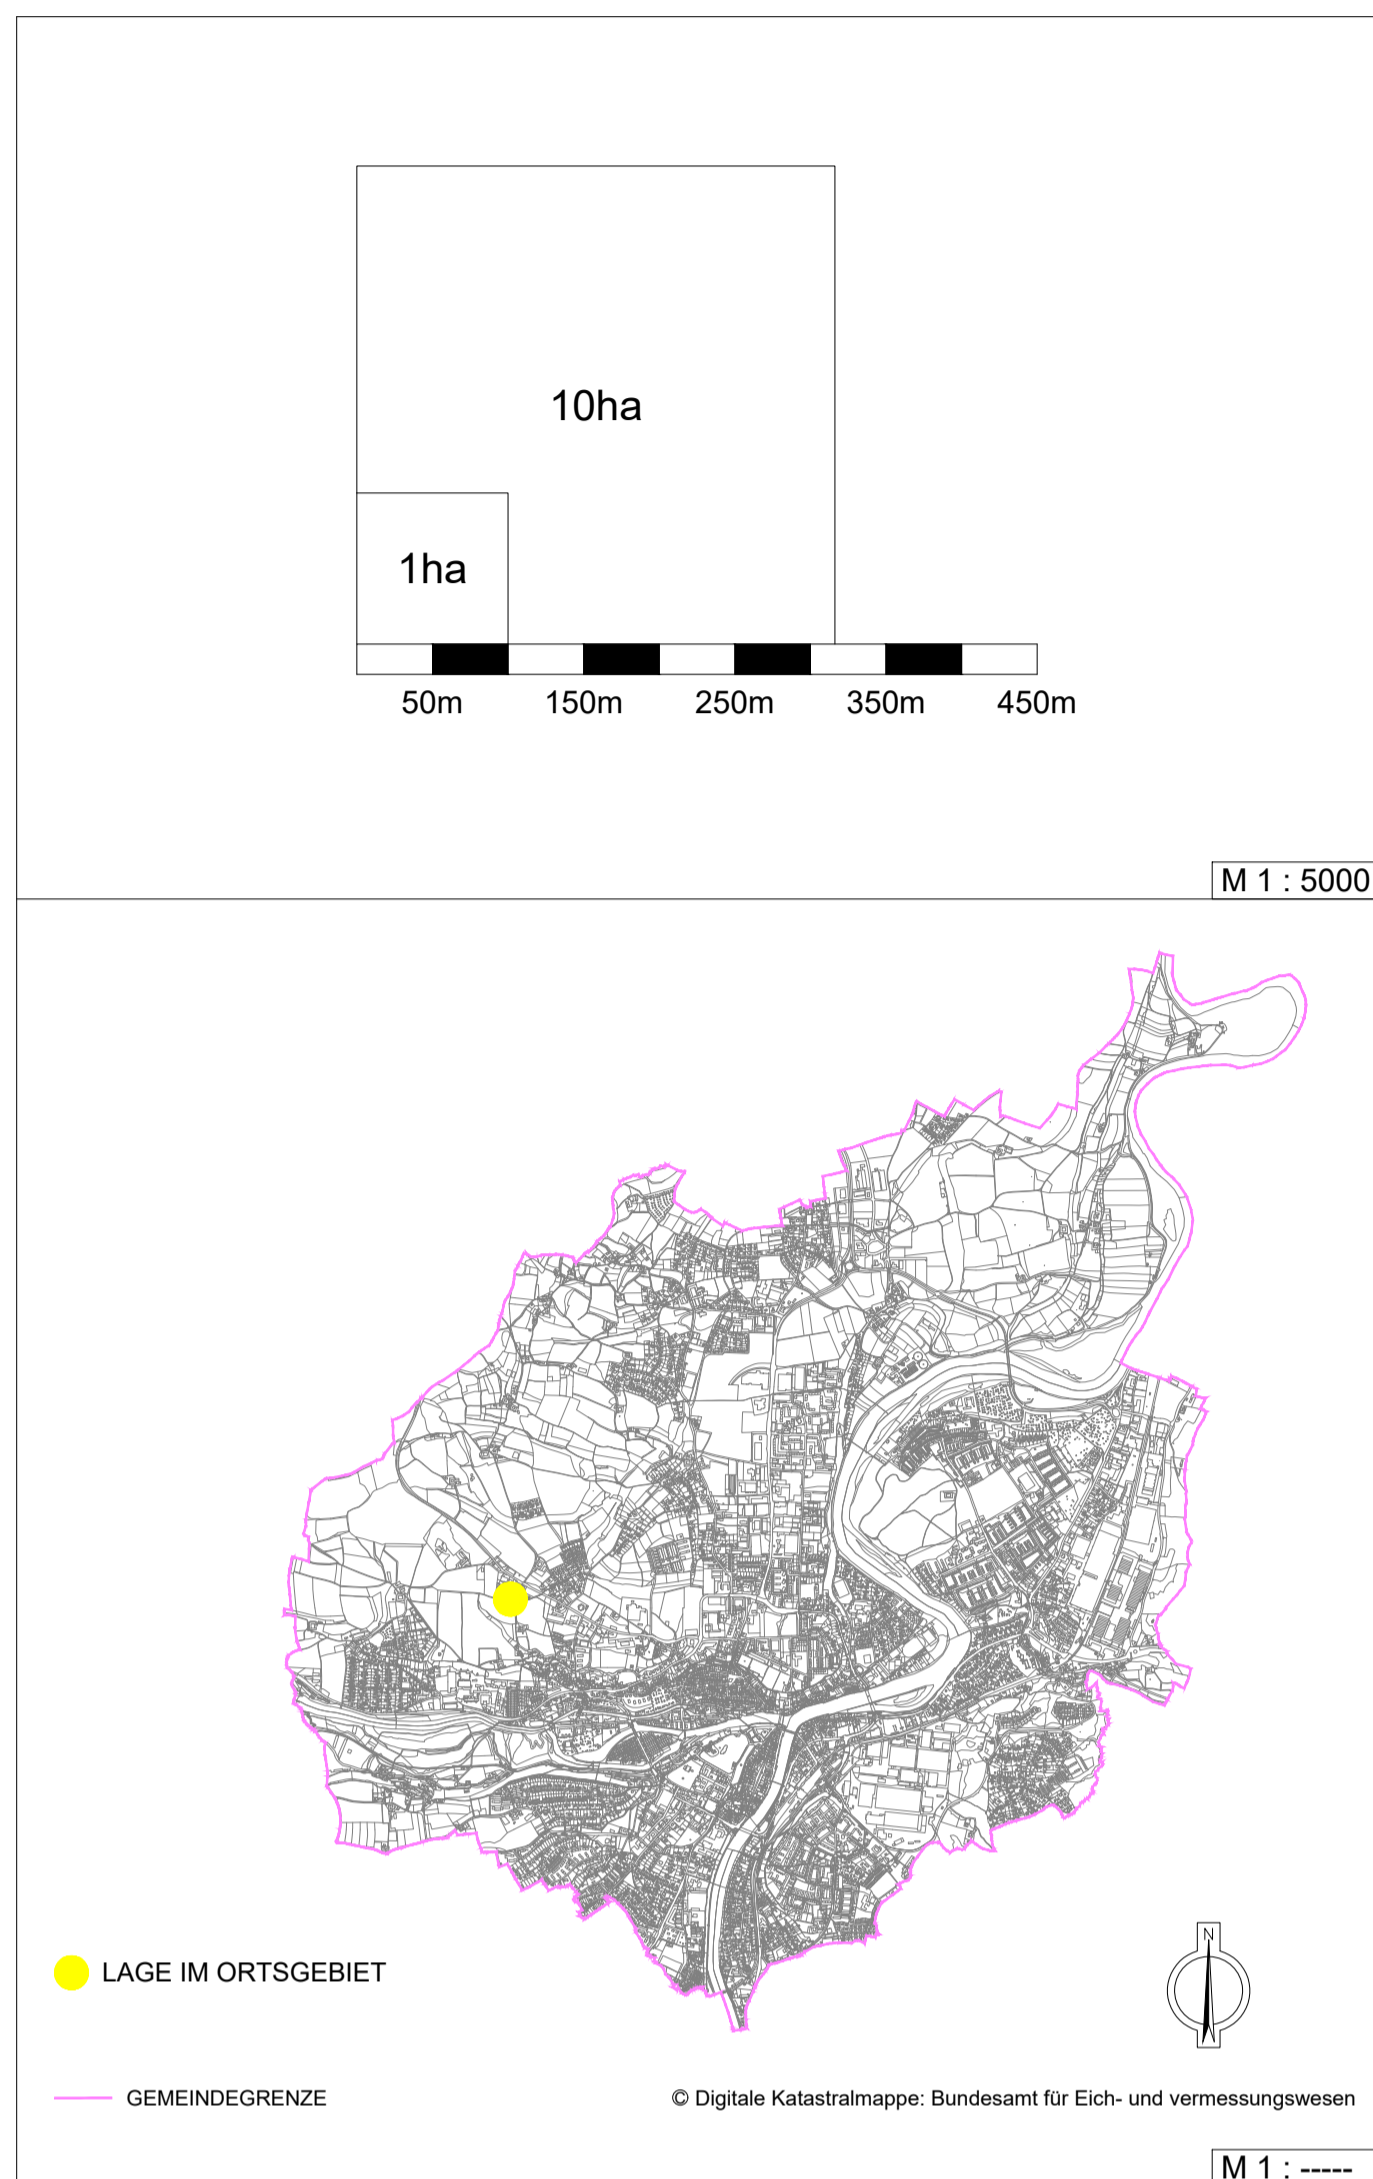 10ha
1ha
50m 150m 250m 350m 450m
M 1 : 5000
N
LAGE IM ORTSGEBIET
GEMEINDEGRENZE
© Digitale Katastralmappe: Bundesamt für Eich- und vermessungswesen
M 1 : -----